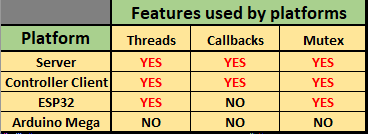 Features used by platforms
Platform Threads Callbacks Mutex
Server YES YES YES
Controller Client YES YES YES
ESP32 YES NO YES
Arduino Mega NO NO NO